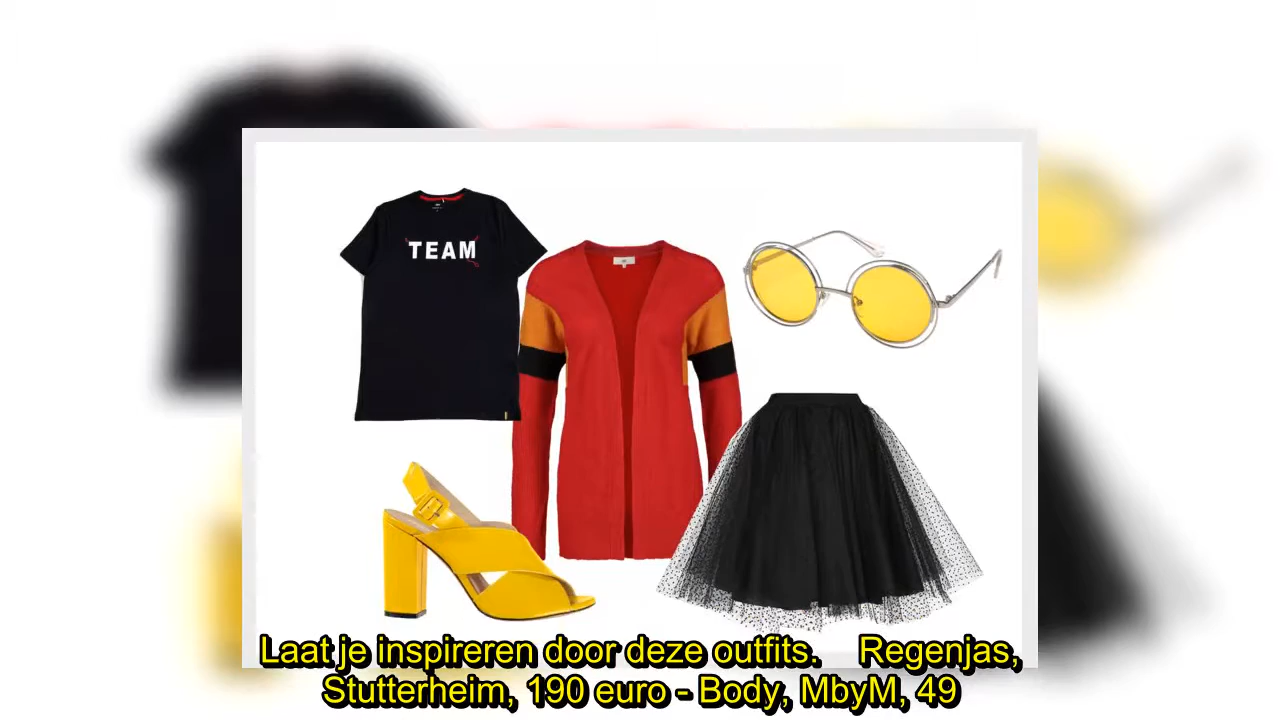 TEAM
Laat je inspireren door deze outfits. Regenjas,
Stutterheim, 190 euro - Body, MbyM, 49